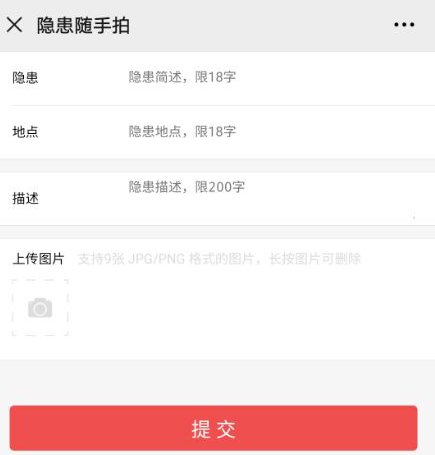 隐患随手拍
隐患 隐患简述，限18字
地点 隐患地点，限18字
描述 隐患描述，限200字
上传图片 支持9张 JPG/PNG 格式的图片，长按图片可删除
提交